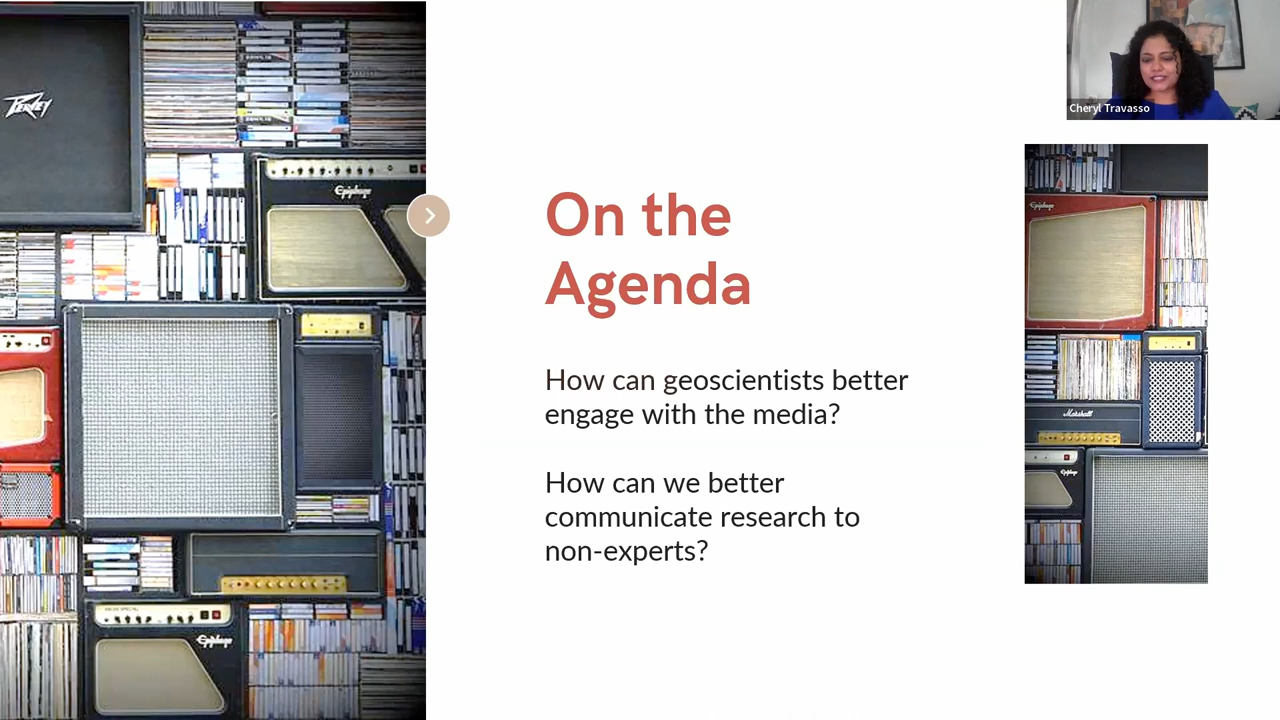 PEAVEY
Epiphone
Epiphone
Cheryl Travasso
On the
Agenda
How can geoscientists better
engage with the media?
How can we better
communicate research to
non-experts?
Epiphone
Marshall
Epiphone